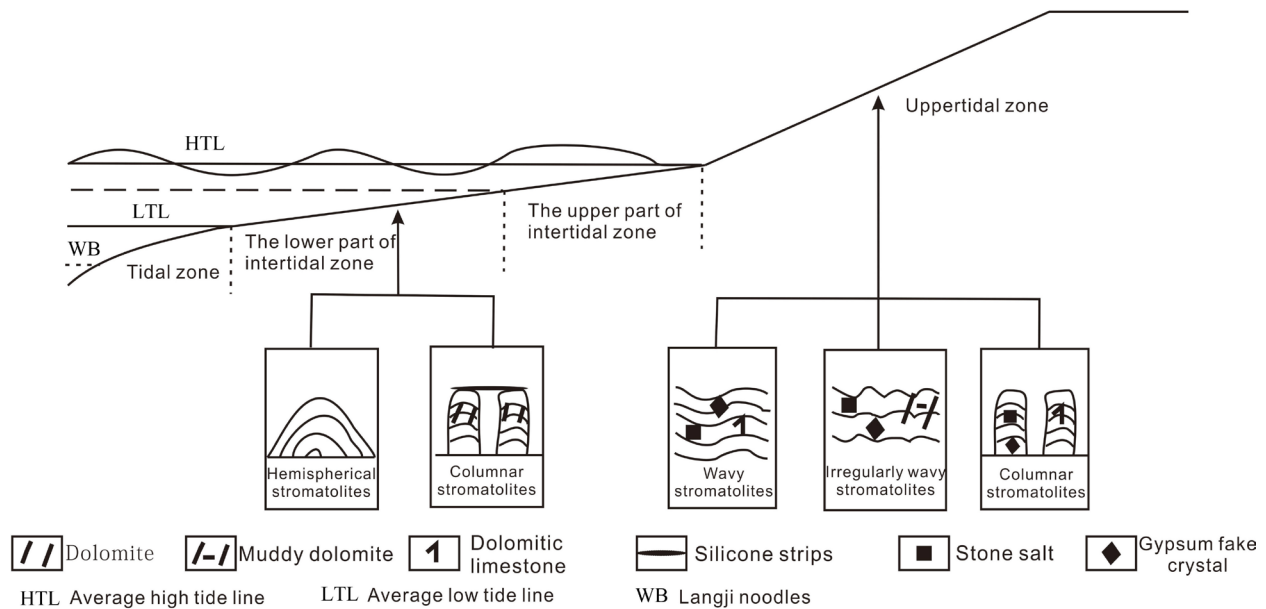 HTL
Uppertidal zone
LTL
The upper part of
intertidal zone
WB
The lower part of
intertidal zone
Tidal zone
Hemispherical
stromatolites
Columnar
stromatolites
Wavy
stromatolites
Irregularly wavy
stromatolites
Columnar
stromatolites
Dolomite
Muddy dolomite
Dolomitic
limestone
Silicone strips
Stone salt
Gypsum fake
crystal
HTL Average high tide line
LTL Average low tide line
WB Langji noodles